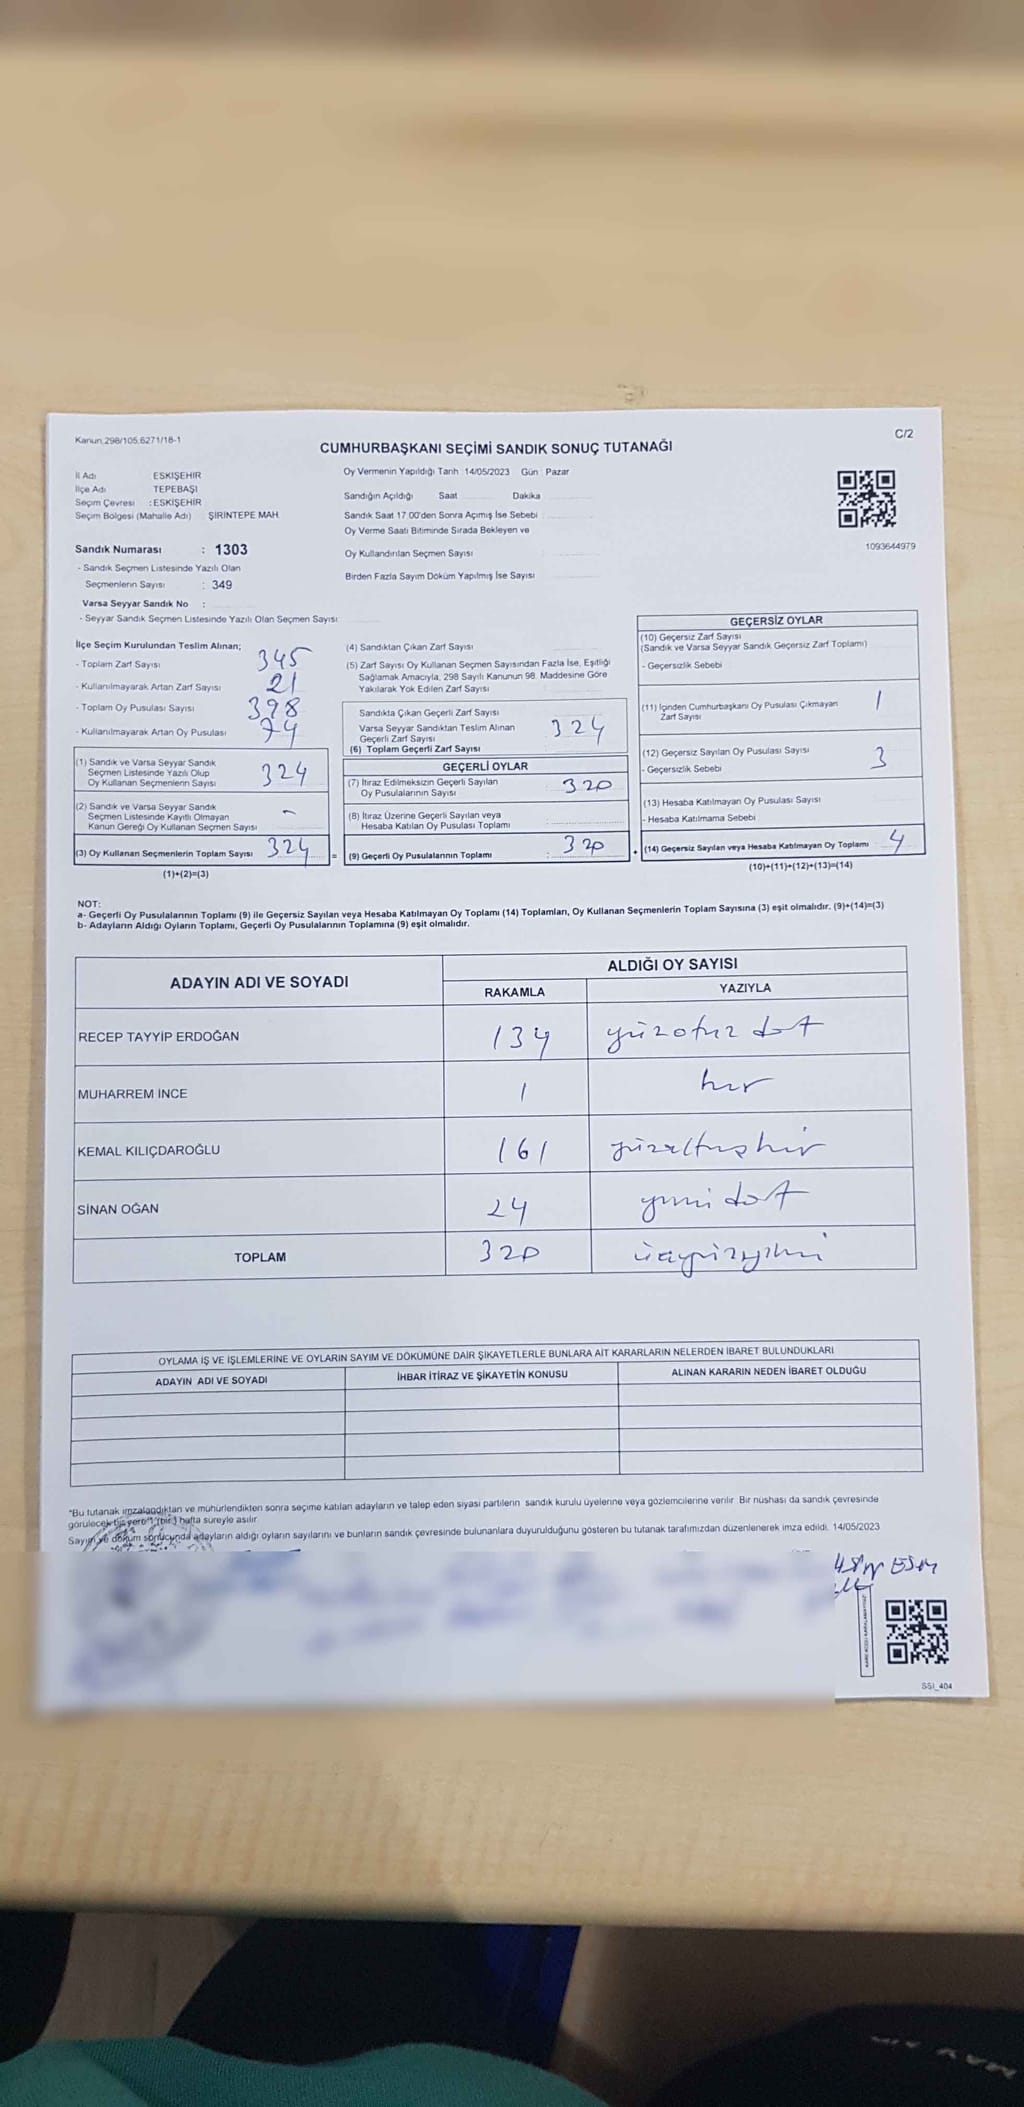 Kanun;298/105,6271/18-1
C/2
CUMHURBAŞKANI SEÇİMİ SANDIK SONUÇ TUTANAĞI
İl Adı ESKİŞEHİR
İlçe Adı TEPEBAŞI
Seçim Çevresi : ESKİŞEHİR
Seçim Bölgesi (Mahalle Adı) ŞİRİNTEPE MAH.
Sandık Numarası : 1303
- Sandık Seçmen Listesinde Yazılı Olan
Seçmenlerin Sayısı : 349
Varsa Seyyar Sandık No :
- Seyyar Sandık Seçmen Listesinde Yazılı Olan Seçmen Sayısı:
Oy Vermenin Yapıldığı Tarih 14/05/2023 Gün : Pazar
Sandığın Açıldığı Saat Dakika
Sandık Saat 17.00'den Sonra Açımış İse Sebebi
Oy Verme Saati Bitiminde Sırada Bekleyen ve
Oy Kullandırılan Seçmen Sayısı
Birden Fazla Sayım Döküm Yapılmış İse Sayısı
1093644979
İlçe Seçim Kurulundan Teslim Alınan;
- Toplam Zarf Sayısı 345
- Kullanılmayarak Artan Zarf Sayısı 21
- Toplam Oy Pusulası Sayısı 398
- Kullanılmayarak Artan Oy Pusulası 74
(1) Sandık ve Varsa Seyyar Sandık
Seçmen Listesinde Yazılı Olup
Oy Kullanan Seçmenlerin Sayısı 324
(2) Sandık ve Varsa Seyyar Sandık
Seçmen Listesinde Kayıtlı Olmayan
Kanun Gereği Oy Kullanan Seçmen Sayısı -
(3) Oy Kullanan Seçmenlerin Toplam Sayısı 324
(1)+(2)=(3)
(4) Sandıktan Çıkan Zarf Sayısı
(5) Zarf Sayısı Oy Kullanan Seçmen Sayısından Fazla İse, Eşitliği
Sağlamak Amacıyla, 298 Sayılı Kanunun 98. Maddesine Göre
Yakılarak Yok Edilen Zarf Sayısı
Sandıkta Çıkan Geçerli Zarf Sayısı
Varsa Seyyar Sandıktan Teslim Alınan
Geçerli Zarf Sayısı
(6) Toplam Geçerli Zarf Sayısı : 324
GEÇERLİ OYLAR
(7) İtiraz Edilmeksizin Geçerli Sayılan
Oy Pusulalarının Sayısı : 320
(8) İtiraz Üzerine Geçerli Sayılan veya
Hesaba Katılan Oy Pusulası Toplamı :
= (9) Geçerli Oy Pusulalarının Toplamı : 320
GEÇERSİZ OYLAR
(10) Geçersiz Zarf Sayısı
(Sandık ve Varsa Seyyar Sandık Geçersiz Zarf Toplamı)
- Geçersizlik Sebebi
(11) İçinden Cumhurbaşkanı Oy Pusulası Çıkmayan
Zarf Sayısı 1
(12) Geçersiz Sayılan Oy Pusulası Sayısı 3
- Geçersizlik Sebebi
(13) Hesaba Katılmayan Oy Pusulası Sayısı
- Hesaba Katılmama Sebebi
+ (14) Geçersiz Sayılan veya Hesaba Katılmayan Oy Toplamı 4
(10)+(11)+(12)+(13)=(14)
NOT:
a- Geçerli Oy Pusulalarının Toplamı (9) ile Geçersiz Sayılan veya Hesaba Katılmayan Oy Toplamı (14) Toplamları, Oy Kullanan Seçmenlerin Toplam Sayısına (3) eşit olmalıdır. (9)+(14)=(3)
b- Adayların Aldığı Oyların Toplamı, Geçerli Oy Pusulalarının Toplamına (9) eşit olmalıdır.
ADAYIN ADI VE SOYADI ALDIĞI OY SAYISI
RAKAMLA YAZIYLA
RECEP TAYYİP ERDOĞAN 134 yüzotuz dört
MUHARREM İNCE 1 bir
KEMAL KILIÇDAROĞLU 161 yüzaltmışbir
SİNAN OĞAN 24 yirmi dört
TOPLAM 320 üçyüzyirmi
OYLAMA İŞ VE İŞLEMLERİNE VE OYLARIN SAYIM VE DÖKÜMÜNE DAİR ŞİKAYETLERLE BUNLARA AİT KARARLARIN NELERDEN İBARET BULUNDUKLARI
ADAYIN ADI VE SOYADI İHBAR İTİRAZ VE ŞİKAYETİN KONUSU ALINAN KARARIN NEDEN İBARET OLDUĞU
*Bu tutanak imzalandıktan ve mühürlendikten sonra seçime katılan adayların ve talep eden siyasi partilerin sandık kurulu üyelerine veya gözlemcilerine verilir. Bir nüshası da sandık çevresinde
görülecek bir yere 1 (bir) hafta süreyle asılır.
Sayım ve döküm sonucunda adayların aldığı oyların sayılarını ve bunların sandık çevresinde bulunanlara duyurulduğunu gösteren bu tutanak tarafımızdan düzenlenerek imza edildi. 14/05/2023
SSI_404